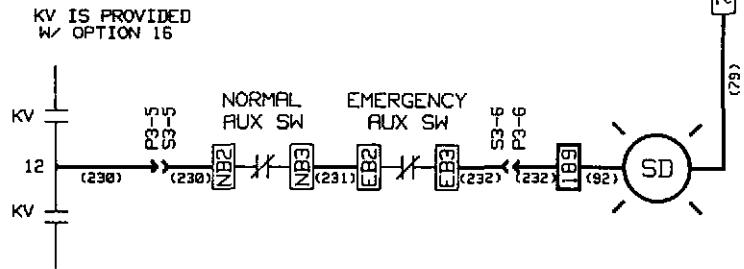 KV IS PROVIDED
W/ OPTION 16
(79)
KV
12
KV
(230)
P3-5
S3-5
(230)
NORMAL
AUX SW
NB2
NB3
(231)
EMERGENCY
AUX SW
EB2
EB3
(232)
S3-6
P3-6
(232)
(92)
SD